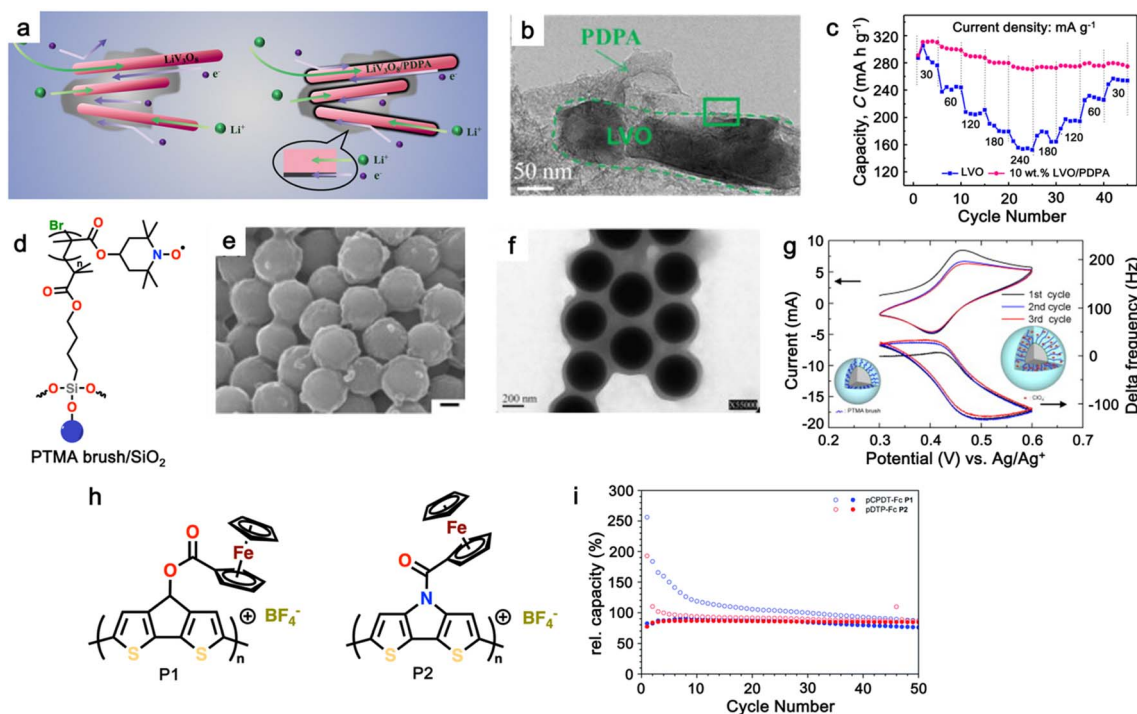 a
LiV₃O₈
e⁻
Li⁺
LiV₃O₈/PDPA
e⁻
Li⁺
Li⁺
e⁻
b
PDPA
LVO
50 nm
c
Current density: mA g⁻¹
Capacity, C (mA h g⁻¹)
320
280
240
200
160
30
60
120
180
240
180
120
60
30
LVO
10 wt.% LVO/PDPA
0
10
20
30
40
Cycle Number
d
Br
O
O
N-O•
n
O
O
O
Si
O
O
PTMA brush/SiO₂
e
f
200 nm
X55000
g
Current (mA)
10
5
0
-5
-10
-15
-20
1st cycle
2nd cycle
3rd cycle
PTMA brush
ClO₄⁻
200
100
0
-100
Delta frequency (Hz)
0.2
0.3
0.4
0.5
0.6
0.7
Potential (V) vs. Ag/Ag⁺
h
O
O
Fe
S
S
n
⊕ BF₄⁻
P1
O
Fe
N
S
S
n
⊕ BF₄⁻
P2
i
rel. capacity (%)
300
250
200
150
100
50
0
pCPDT-Fc P1
pDTP-Fc P2
0
10
20
30
40
50
Cycle Number